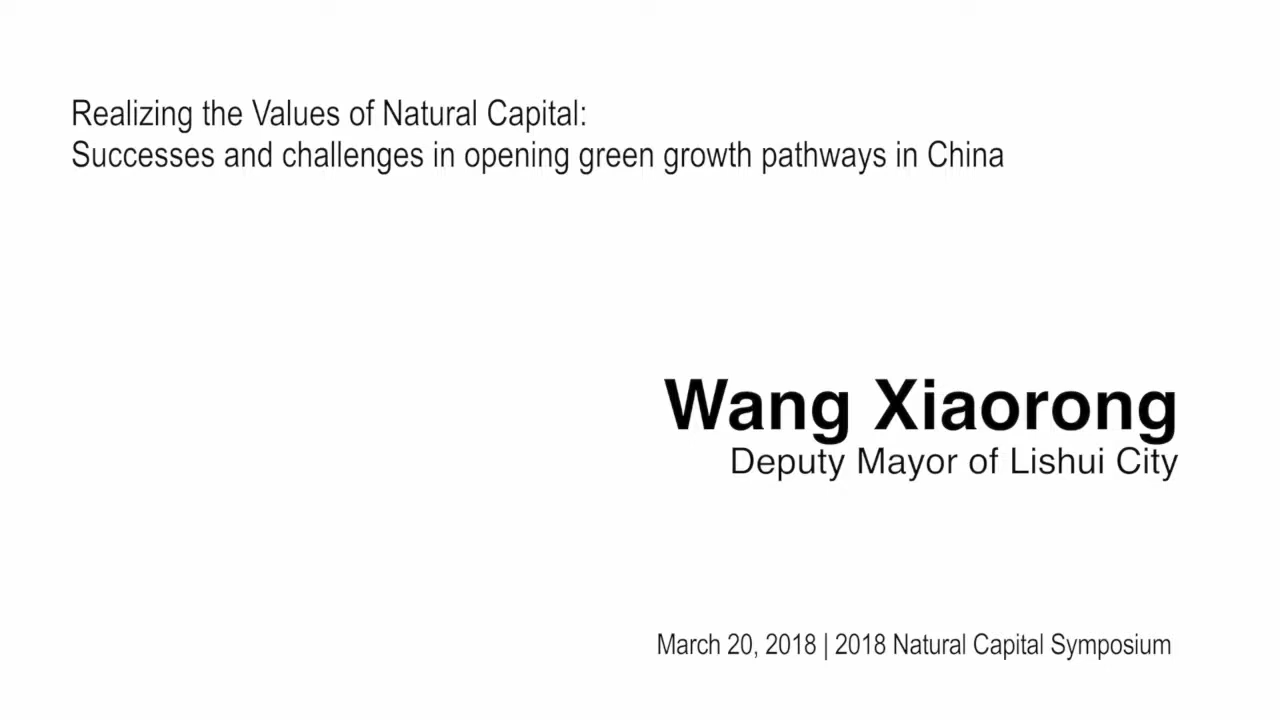 Realizing the Values of Natural Capital:
Successes and challenges in opening green growth pathways in China
Wang Xiaorong
Deputy Mayor of Lishui City
March 20, 2018 | 2018 Natural Capital Symposium